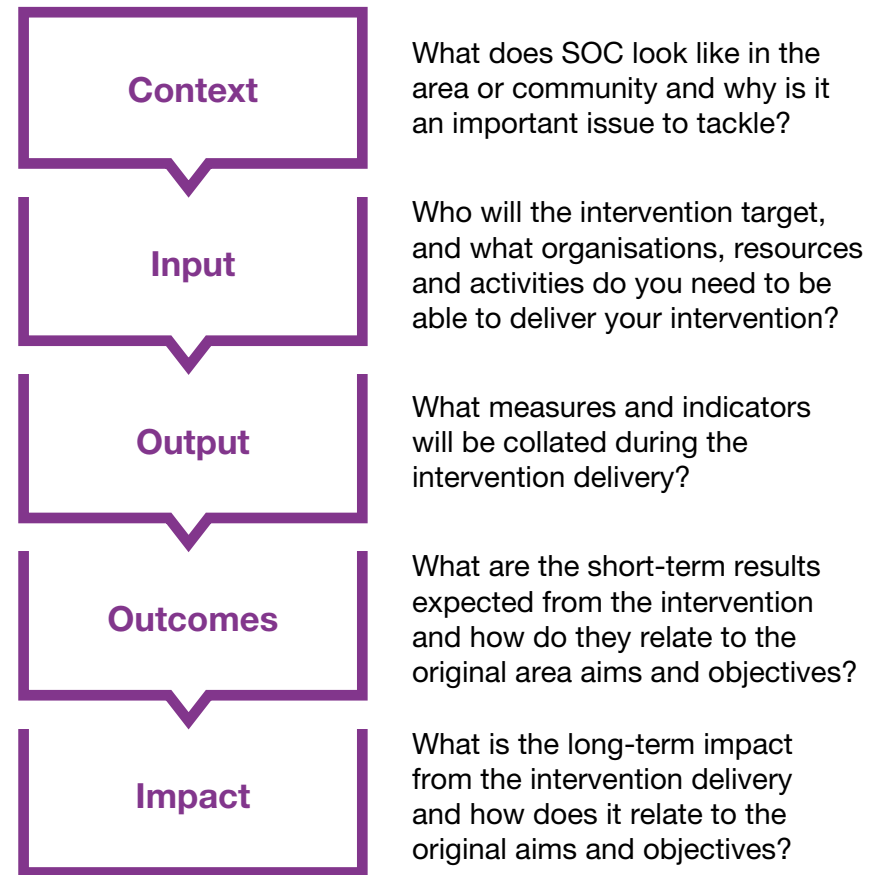 Context
What does SOC look like in the
area or community and why is it
an important issue to tackle?
Input
Who will the intervention target,
and what organisations, resources
and activities do you need to be
able to deliver your intervention?
Output
What measures and indicators
will be collated during the
intervention delivery?
Outcomes
What are the short-term results
expected from the intervention
and how do they relate to the
original area aims and objectives?
Impact
What is the long-term impact
from the intervention delivery
and how does it relate to the
original aims and objectives?